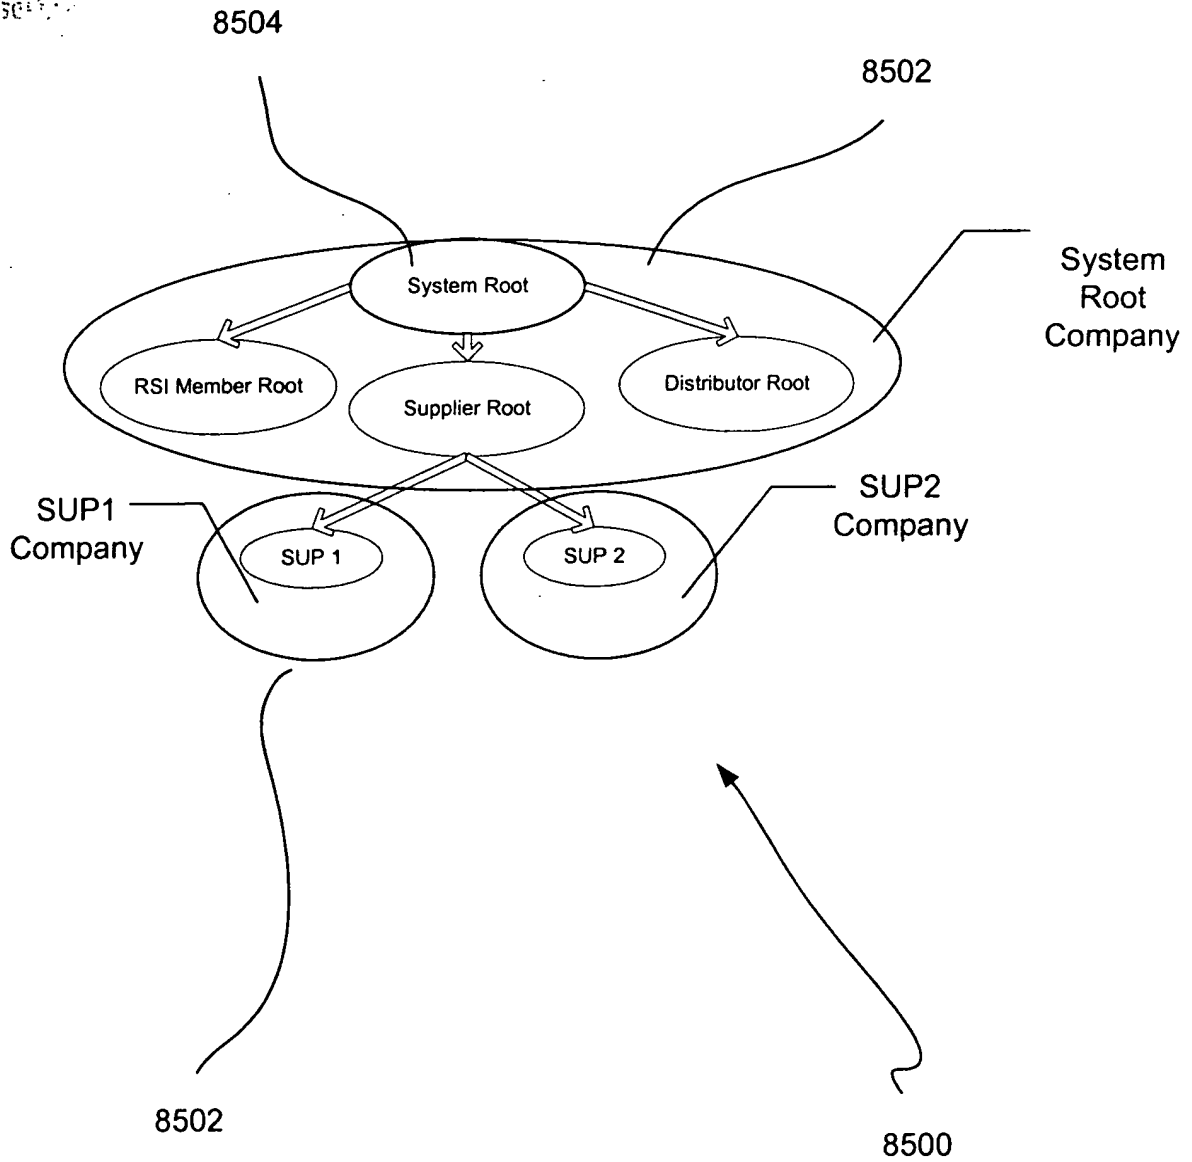 8504
8502
System Root
System
Root
Company
RSI Member Root
Supplier Root
Distributor Root
SUP1
Company
SUP2
Company
SUP 1
SUP 2
8502
8500